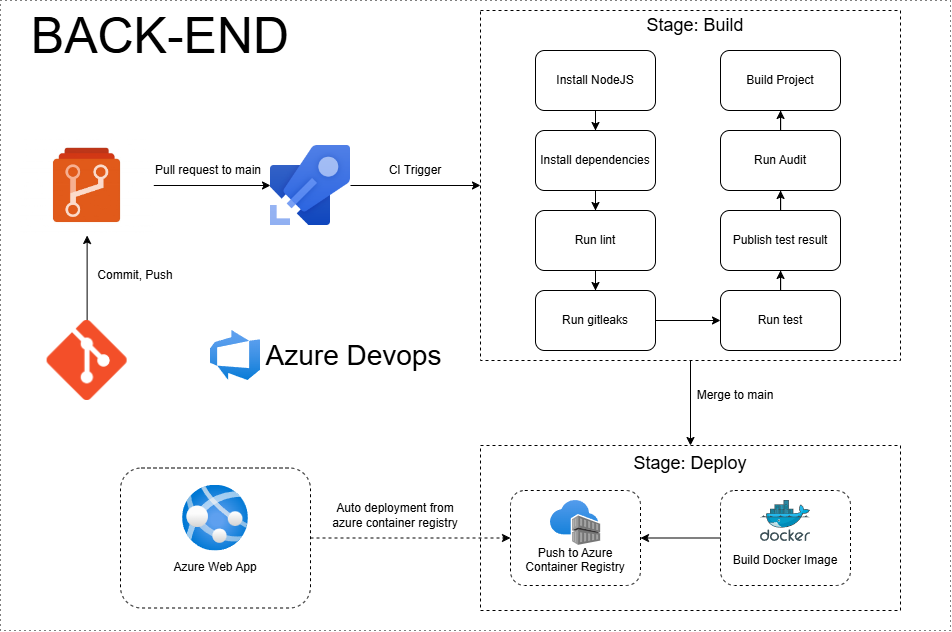 BACK-END
Stage: Build
Install NodeJS
Build Project
Install dependencies
Run Audit
Pull request to main
CI Trigger
Run lint
Publish test result
Commit, Push
Run gitleaks
Run test
Azure Devops
Merge to main
Stage: Deploy
Auto deployment from
azure container registry
Azure Web App
Push to Azure
Container Registry
docker
Build Docker Image